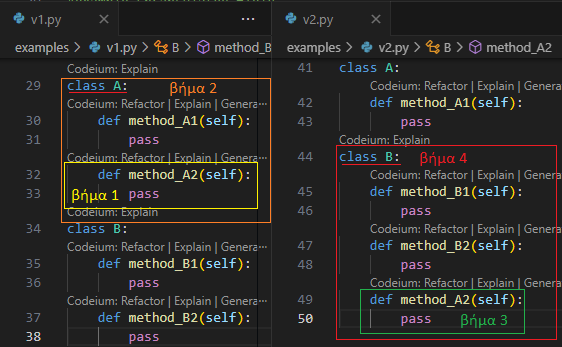 v1.py
examples > v1.py > B > method_B
Codeium: Explain
29 class A: βήμα 2
Codeium: Refactor | Explain | Genera⋯
30 def method_A1(self):
31 pass
Codeium: Refactor | Explain | Genera⋯
32 def method_A2(self):
33 βήμα 1 pass
Codeium: Explain
34 class B:
Codeium: Refactor | Explain | Genera⋯
35 def method_B1(self):
36 pass
Codeium: Refactor | Explain | Genera⋯
37 def method_B2(self):
38 pass
v2.py
examples > v2.py > B > method_A2
41 class A:
Codeium: Refactor | Explain | Genera
42 def method_A1(self):
43 pass
Codeium: Explain
44 class B: βήμα 4
Codeium: Refactor | Explain | Genera
45 def method_B1(self):
46 pass
Codeium: Refactor | Explain | Genera
47 def method_B2(self):
48 pass
Codeium: Refactor | Explain | Genera
49 def method_A2(self):
50 pass βήμα 3